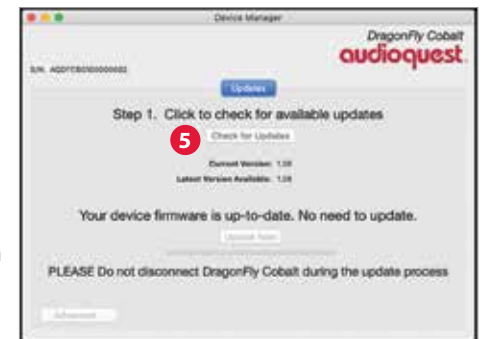 Device Manager
DragonFly Cobalt
audioquest
Updates
Step 1. Click to check for available updates
5
Check for Updates
Current Version: 1.08
Latest Version Available: 1.08
Your device firmware is up-to-date. No need to update.
Update Now
PLEASE Do not disconnect DragonFly Cobalt during the update process